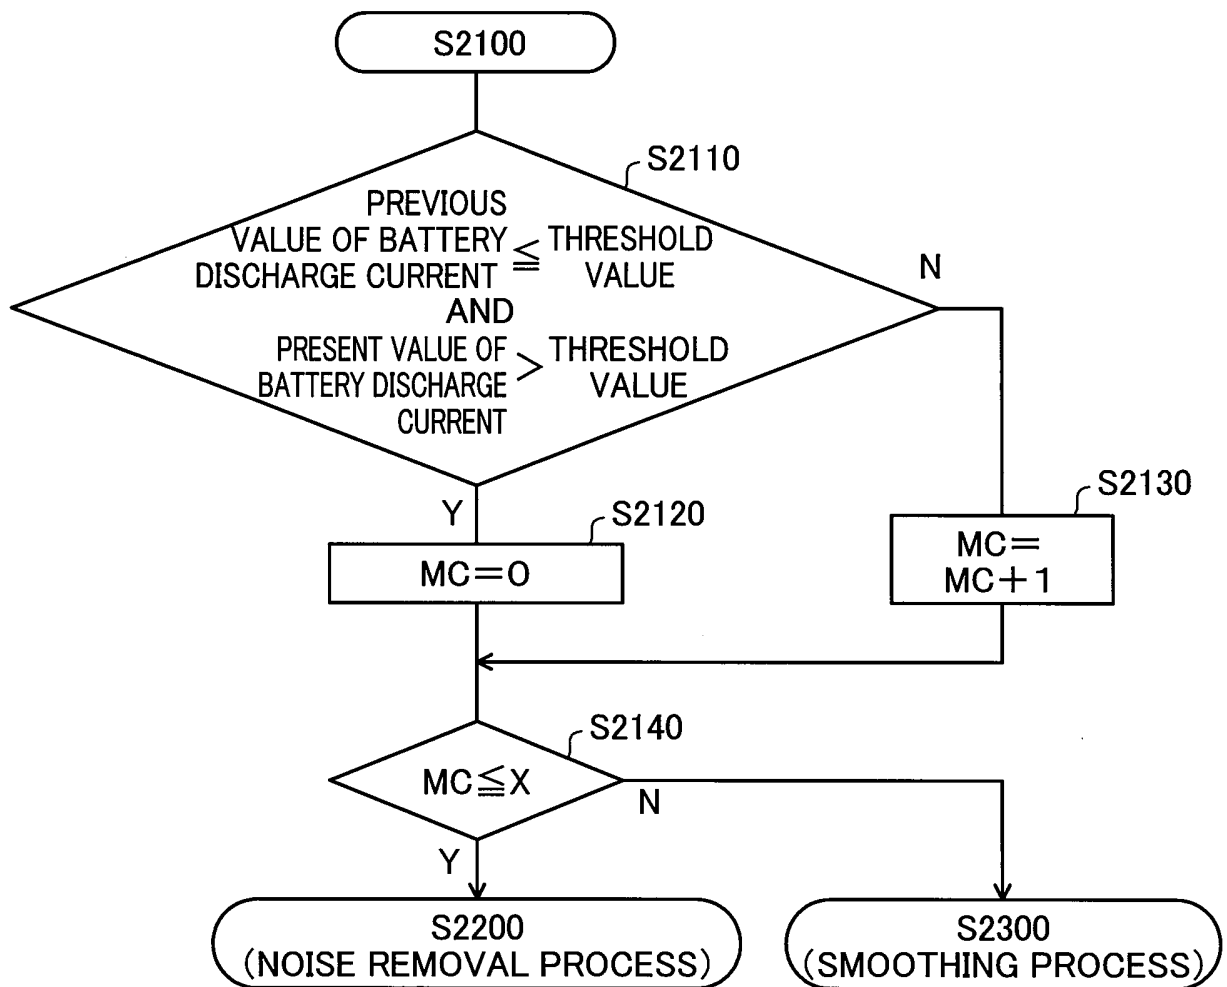 S2100
S2110
PREVIOUS
VALUE OF BATTERY
DISCHARGE CURRENT
≦
THRESHOLD
VALUE
AND
PRESENT VALUE OF
BATTERY DISCHARGE
CURRENT
>
THRESHOLD
VALUE
N
Y
S2120
MC=0
S2130
MC=
MC+1
S2140
MC≦X
N
Y
S2200
(NOISE REMOVAL PROCESS)
S2300
(SMOOTHING PROCESS)